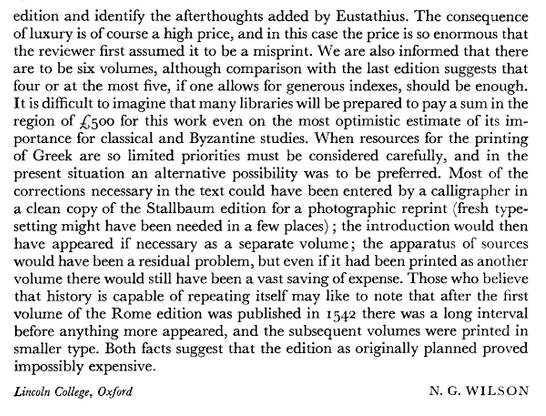 edition and identify the afterthoughts added by Eustathius. The consequence
of luxury is of course a high price, and in this case the price is so enormous that
the reviewer first assumed it to be a misprint. We are also informed that there
are to be six volumes, although comparison with the last edition suggests that
four or at the most five, if one allows for generous indexes, should be enough.
It is difficult to imagine that many libraries will be prepared to pay a sum in the
region of £500 for this work even on the most optimistic estimate of its im-
portance for classical and Byzantine studies. When resources for the printing
of Greek are so limited priorities must be considered carefully, and in the
present situation an alternative possibility was to be preferred. Most of the
corrections necessary in the text could have been entered by a calligrapher in
a clean copy of the Stallbaum edition for a photographic reprint (fresh type-
setting might have been needed in a few places); the introduction would then
have appeared if necessary as a separate volume; the apparatus of sources
would have been a residual problem, but even if it had been printed as another
volume there would still have been a vast saving of expense. Those who believe
that history is capable of repeating itself may like to note that after the first
volume of the Rome edition was published in 1542 there was a long interval
before anything more appeared, and the subsequent volumes were printed in
smaller type. Both facts suggest that the edition as originally planned proved
impossibly expensive.
Lincoln College, Oxford N. G. WILSON